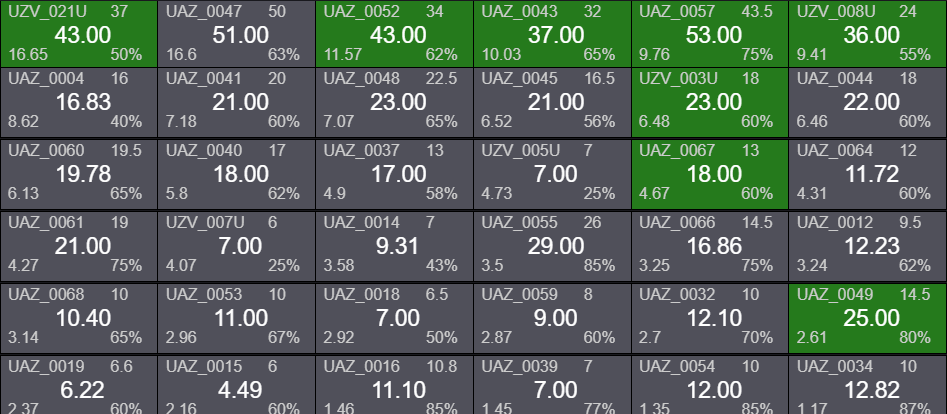 UZV_021U 37 UAZ_0047 50 UAZ_0052 34 UAZ_0043 32 UAZ_0057 43.5 UZV_008U 24
43.00 51.00 43.00 37.00 53.00 36.00
16.65 50% 16.6 63% 11.57 62% 10.03 65% 9.76 75% 9.41 55%
UAZ_0004 16 UAZ_0041 20 UAZ_0048 22.5 UAZ_0045 16.5 UZV_003U 18 UAZ_0044 18
16.83 21.00 23.00 21.00 23.00 22.00
8.62 40% 7.18 60% 7.07 65% 6.52 56% 6.48 60% 6.46 60%
UAZ_0060 19.5 UAZ_0040 17 UAZ_0037 13 UZV_005U 7 UAZ_0067 13 UAZ_0064 12
19.78 18.00 17.00 7.00 18.00 11.72
6.13 65% 5.8 62% 4.9 58% 4.73 25% 4.67 60% 4.31 60%
UAZ_0061 19 UZV_007U 6 UAZ_0014 7 UAZ_0055 26 UAZ_0066 14.5 UAZ_0012 9.5
21.00 7.00 9.31 29.00 16.86 12.23
4.27 75% 4.07 25% 3.58 43% 3.5 85% 3.25 75% 3.24 62%
UAZ_0068 10 UAZ_0053 10 UAZ_0018 6.5 UAZ_0059 8 UAZ_0032 10 UAZ_0049 14.5
10.40 11.00 7.00 9.00 12.10 25.00
3.14 65% 2.96 67% 2.92 50% 2.87 60% 2.7 70% 2.61 80%
UAZ_0019 6.6 UAZ_0015 6 UAZ_0016 10.8 UAZ_0039 7 UAZ_0054 10 UAZ_0034 10
6.22 4.49 11.10 7.00 12.00 12.82
2.37 60% 2.16 60% 1.46 85% 1.45 77% 1.35 85% 1.17 87%